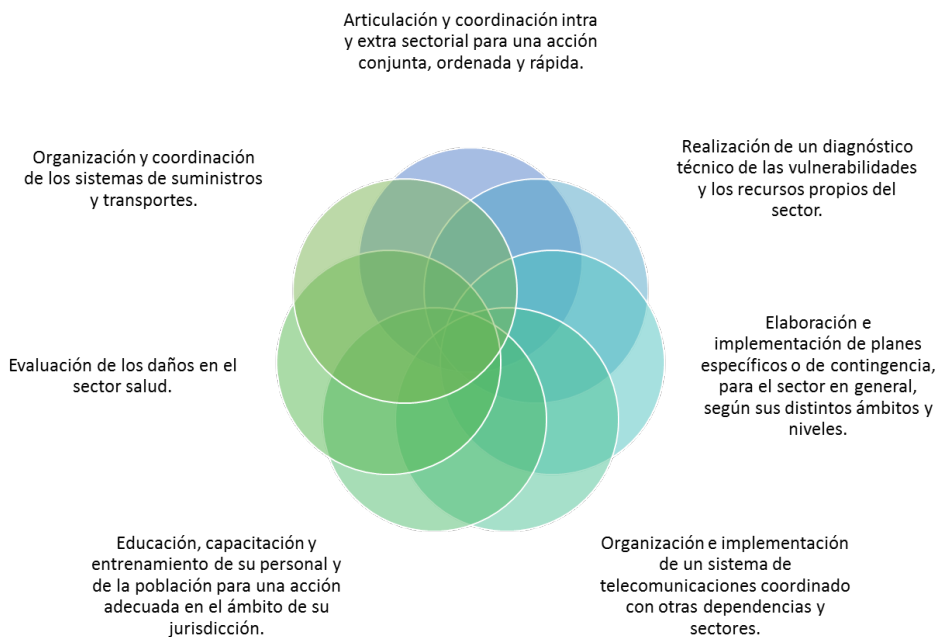 Articulación y coordinación intra
y extra sectorial para una acción
conjunta, ordenada y rápida.
Realización de un diagnóstico
técnico de las vulnerabilidades
y los recursos propios del
sector.
Elaboración e
implementación de planes
específicos o de contingencia,
para el sector en general,
según sus distintos ámbitos y
niveles.
Organización e implementación
de un sistema de
telecomunicaciones coordinado
con otras dependencias y
sectores.
Educación, capacitación y
entrenamiento de su personal y
de la población para una acción
adecuada en el ámbito de su
jurisdicción.
Evaluación de los daños en el
sector salud.
Organización y coordinación
de los sistemas de suministros
y transportes.